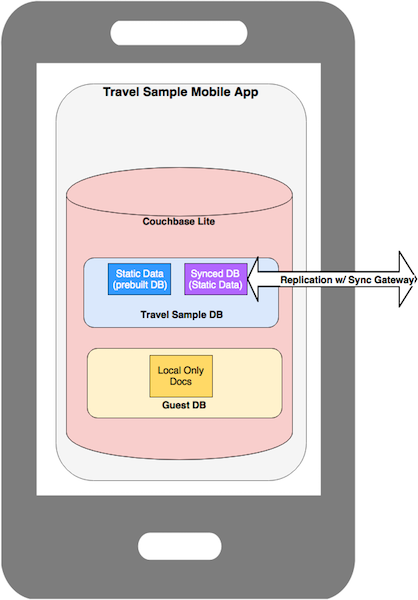 Travel Sample Mobile App
Couchbase Lite
Static Data
(prebuilt DB)
Synced DB
(Static Data)
Replication w/ Sync Gateway
Travel Sample DB
Local Only
Docs
Guest DB